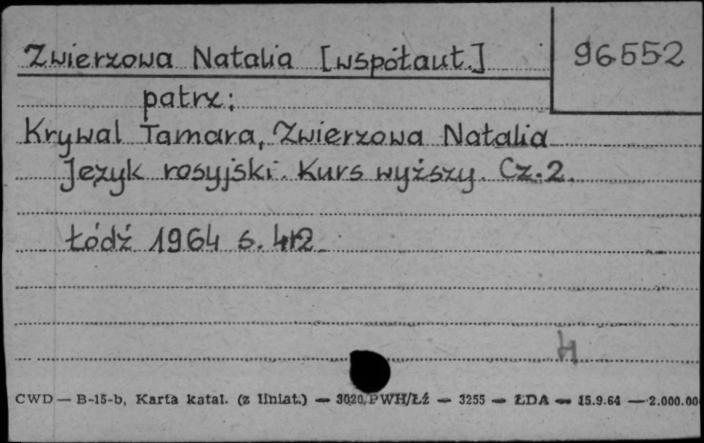 Zwierzowa Natalia [współaut.] 96552
patrz:
Krywal Tamara, Zwierzowa Natalia
Język rosyjski. Kurs wyższy. Cz.2.
Łódź 1964 s. 412
CWD — B-15-b, Karta katal. (z liniat.) — 3020/PWH/Łź — 3255 — ŁDA — 15.9.64 — 2.000.00